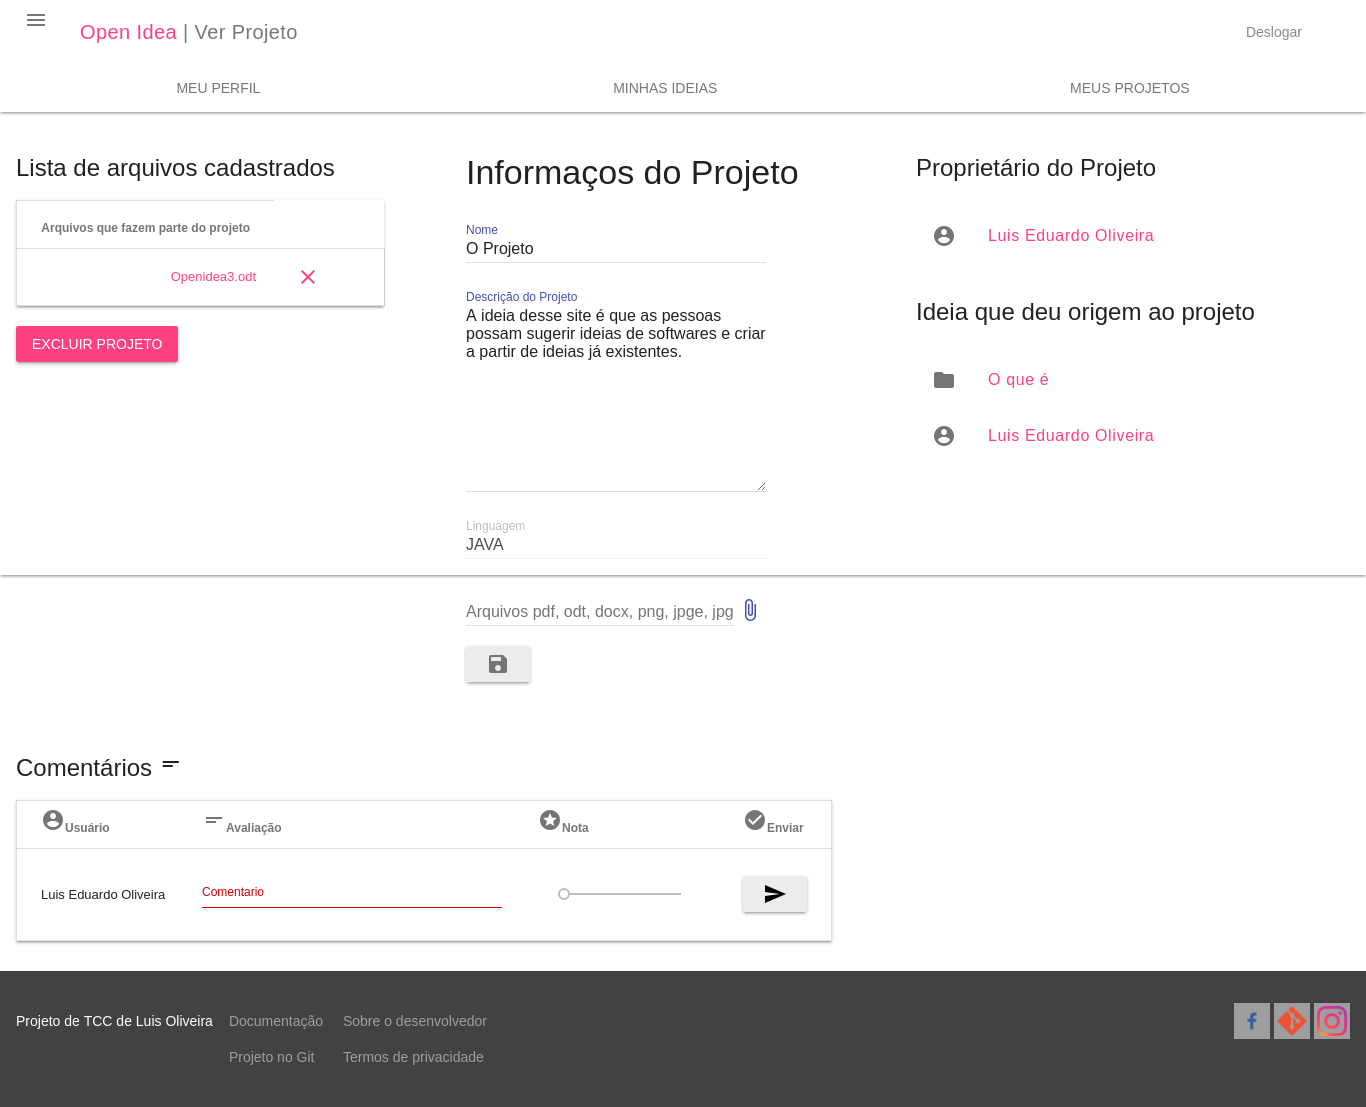 Open Idea | Ver Projeto
Deslogar
MEU PERFIL
MINHAS IDEIAS
MEUS PROJETOS
Lista de arquivos cadastrados
Arquivos que fazem parte do projeto
Openidea3.odt
EXCLUIR PROJETO
Informaços do Projeto
Nome
O Projeto
Descrição do Projeto
A ideia desse site é que as pessoas
possam sugerir ideias de softwares e criar
a partir de ideias já existentes.
Linguagem
JAVA
Arquivos pdf, odt, docx, png, jpge, jpg
Proprietário do Projeto
Luis Eduardo Oliveira
Ideia que deu origem ao projeto
O que é
Luis Eduardo Oliveira
Comentários
Usuário
Avaliação
Nota
Enviar
Luis Eduardo Oliveira
Comentario
Projeto de TCC de Luis Oliveira
Documentação
Sobre o desenvolvedor
Projeto no Git
Termos de privacidade